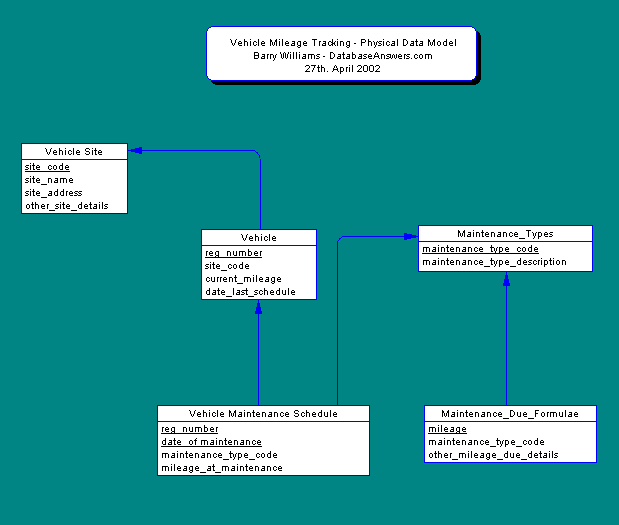 Vehicle Mileage Tracking - Physical Data Model
Barry Williams - DatabaseAnswers.com
27th. April 2002
Vehicle Site
site_code
site_name
site_address
other_site_details
Vehicle
reg_number
site_code
current_mileage
date_last_schedule
Maintenance_Types
maintenance_type_code
maintenance_type_description
Vehicle Maintenance Schedule
reg_number
date_of maintenance
maintenance_type_code
mileage_at_maintenance
Maintenance_Due_Formulae
mileage
maintenance_type_code
other_mileage_due_details